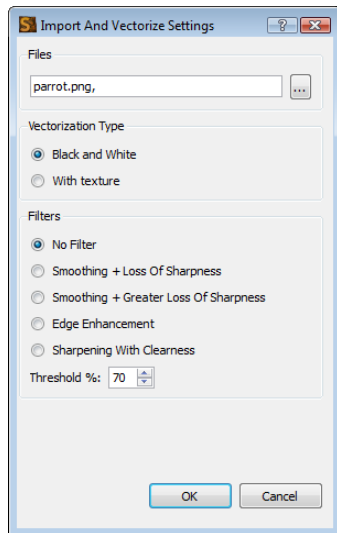 Import And Vectorize Settings
Files
parrot.png,
...
Vectorization Type
Black and White
With texture
Filters
No Filter
Smoothing + Loss Of Sharpness
Smoothing + Greater Loss Of Sharpness
Edge Enhancement
Sharpening With Clearness
Threshold %: 70
OK Cancel